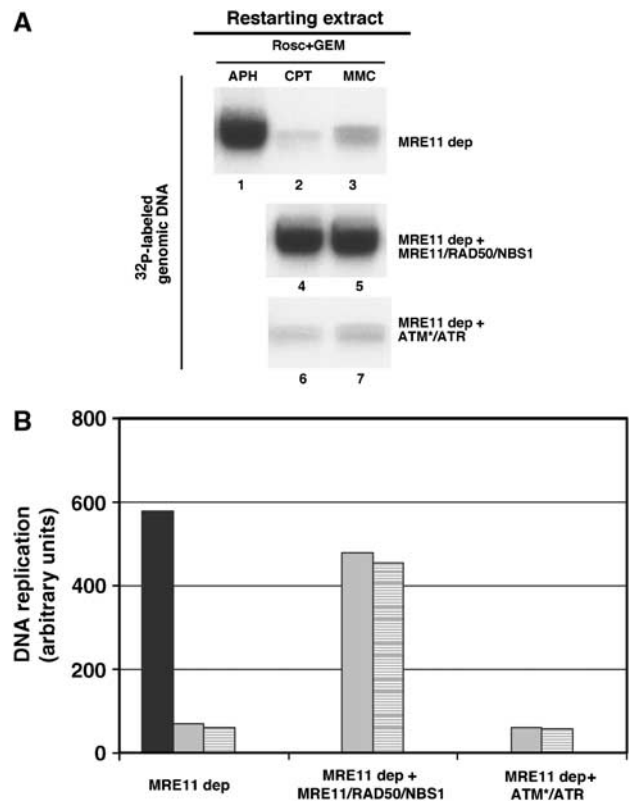 A
Restarting extract
Rosc+GEM
APH CPT MMC
32P-labeled
genomic DNA
MRE11 dep
1 2 3
MRE11 dep +
MRE11/RAD50/NBS1
4 5
MRE11 dep +
ATM*/ATR
6 7
B
DNA replication
(arbitrary units)
800
600
400
200
0
MRE11 dep
MRE11 dep +
MRE11/RAD50/NBS1
MRE11 dep+
ATM*/ATR